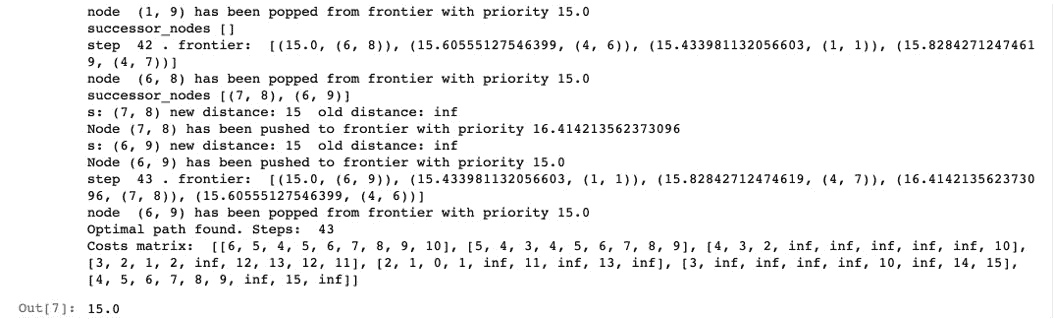 node  (1, 9) has been popped from frontier with priority 15.0
successor_nodes []
step  42 . frontier:  [(15.0, (6, 8)), (15.60555127546399, (4, 6)), (15.433981132056603, (1, 1)), (15.8284271247461
9, (4, 7))]
node  (6, 8) has been popped from frontier with priority 15.0
successor_nodes [(7, 8), (6, 9)]
s: (7, 8) new distance: 15  old distance: inf
Node (7, 8) has been pushed to frontier with priority 16.414213562373096
s: (6, 9) new distance: 15  old distance: inf
Node (6, 9) has been pushed to frontier with priority 15.0
step  43 . frontier:  [(15.0, (6, 9)), (15.433981132056603, (1, 1)), (15.82842712474619, (4, 7)), (16.4142135623730
96, (7, 8)), (15.60555127546399, (4, 6))]
node  (6, 9) has been popped from frontier with priority 15.0
Optimal path found. Steps:  43
Costs matrix:  [[6, 5, 4, 5, 6, 7, 8, 9, 10], [5, 4, 3, 4, 5, 6, 7, 8, 9], [4, 3, 2, inf, inf, inf, inf, inf, 10],
[3, 2, 1, 2, inf, 12, 13, 12, 11], [2, 1, 0, 1, inf, 11, inf, 13, inf], [3, inf, inf, inf, inf, 10, inf, 14, 15],
[4, 5, 6, 7, 8, 9, inf, 15, inf]]
Out[7]: 15.0